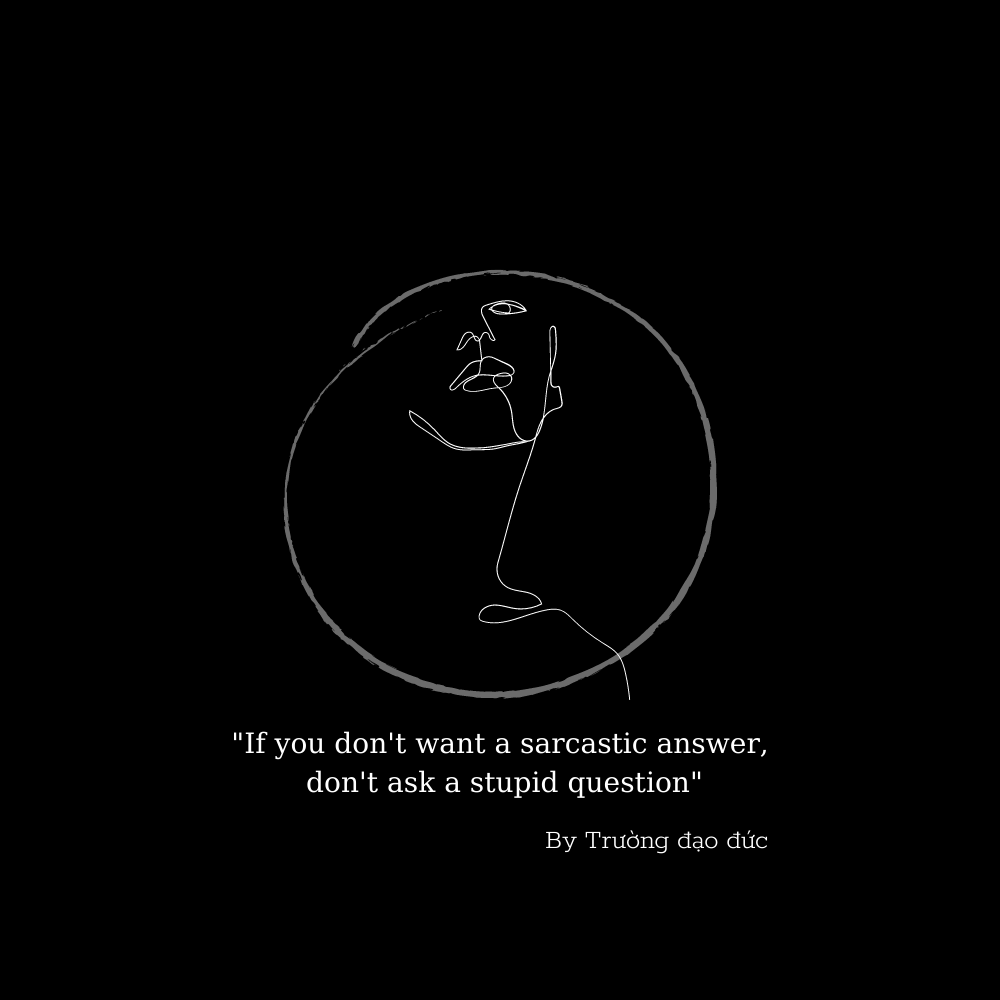 "If you don't want a sarcastic answer,
don't ask a stupid question"
By Trường đạo đức